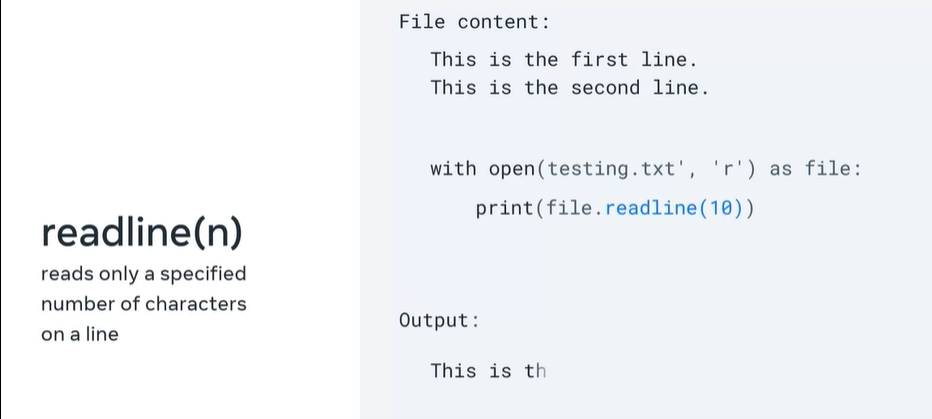 readline(n)
reads only a specified
number of characters
on a line
File content:
This is the first line.
This is the second line.
with open(testing.txt', 'r') as file:
print(file.readline(10))
Output:
This is th